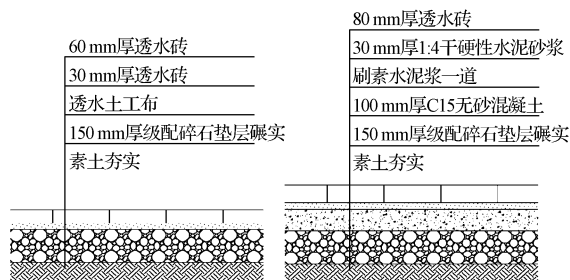 60 mm厚透水砖
30 mm厚透水砖
透水土工布
150 mm厚级配碎石垫层碾实
素土夯实
80 mm厚透水砖
30 mm厚1:4干硬性水泥砂浆
刷素水泥浆一道
100 mm厚C15无砂混凝土
150 mm厚级配碎石垫层碾实
素土夯实